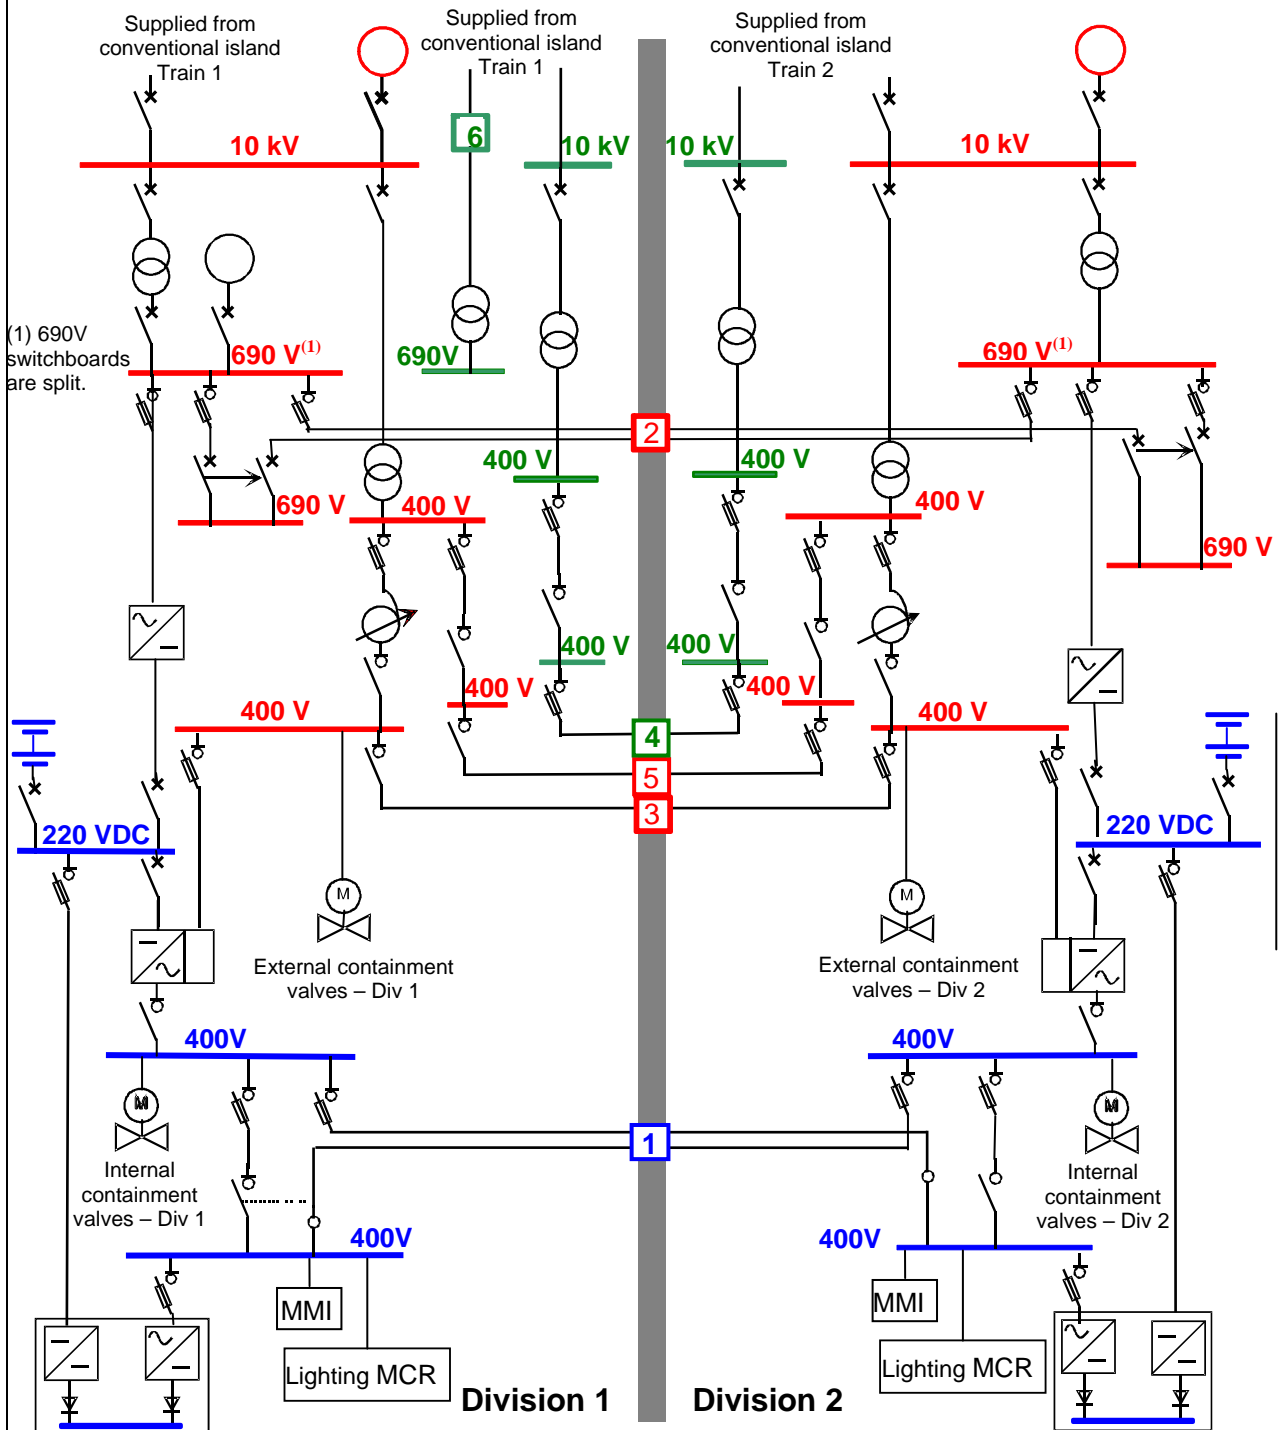 Supplied from
conventional island
Train 1
Supplied from
conventional island
Train 1
Supplied from
conventional island
Train 2
6
10 kV
10 kV
10 kV
10 kV
(1) 690V
switchboards
are split.
690 V(1)
690V
690 V(1)
2
400 V
400 V
690 V
400 V
400 V
690 V
400 V
400 V
400 V
400 V
400 V
400 V
4
5
3
220 VDC
220 VDC
M
M
External containment
valves – Div 1
External containment
valves – Div 2
400V
400V
M
M
1
Internal
containment
valves – Div 1
Internal
containment
valves – Div 2
400V
400V
MMI
MMI
Lighting MCR
Lighting MCR
Division 1
Division 2